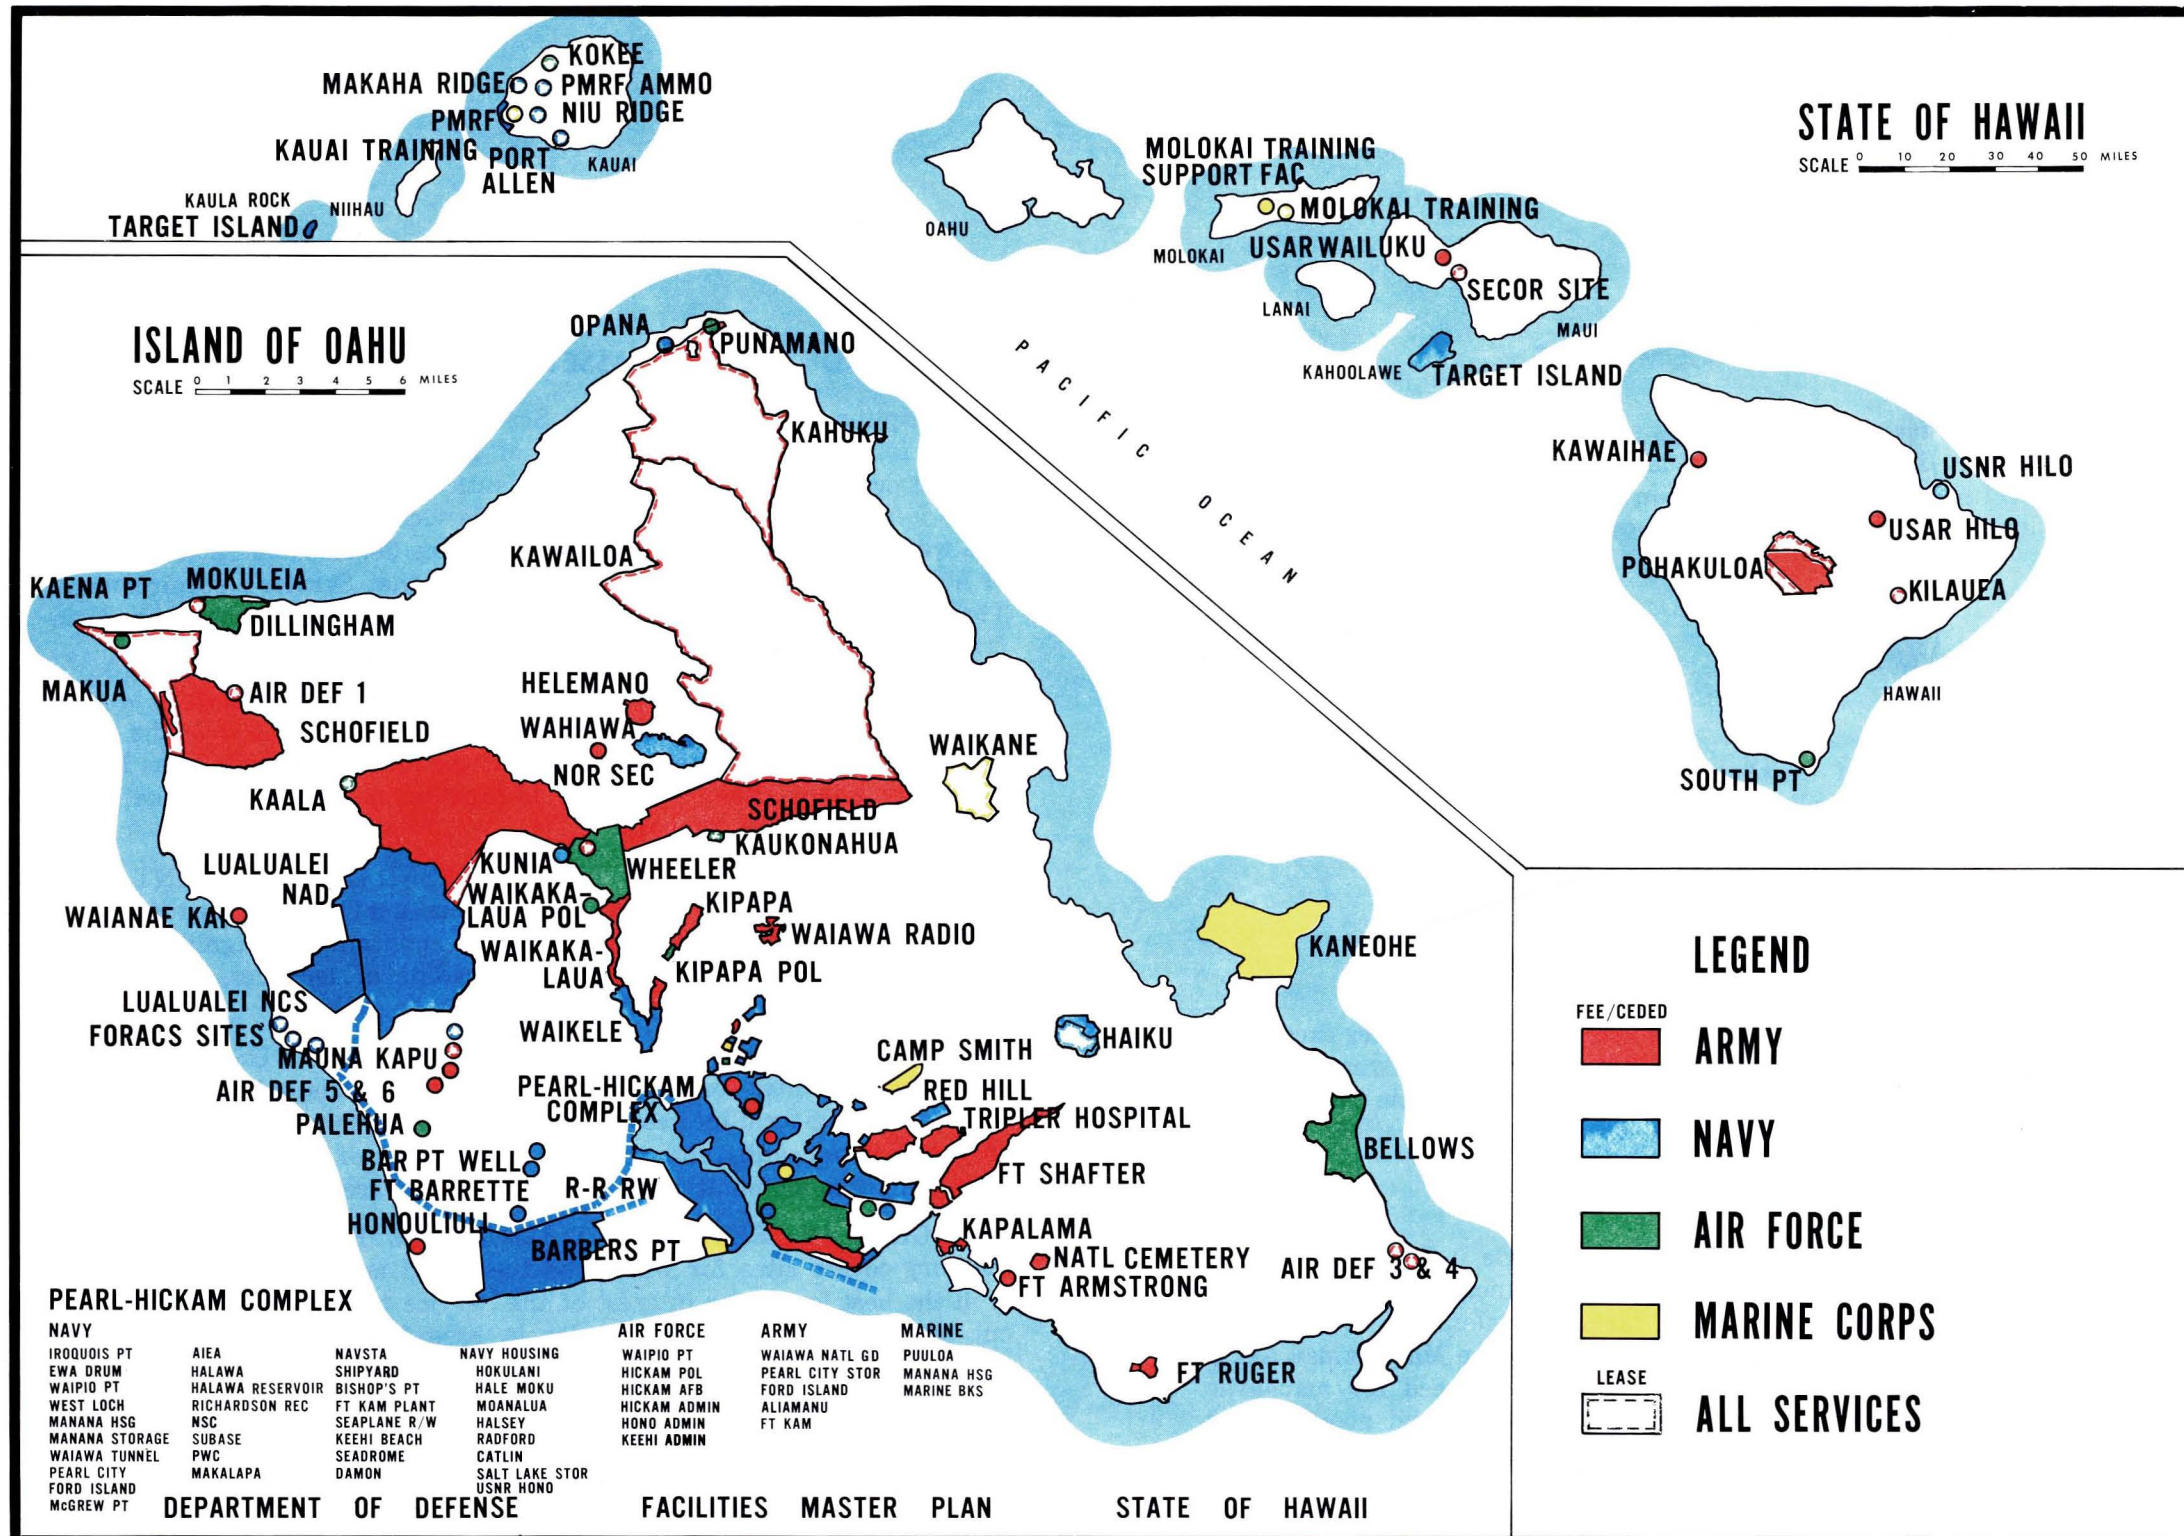 KOKEE
MAKAHA RIDGE
PMRF AMMO
PMRF
NIU RIDGE
KAUAI TRAINING
PORT
ALLEN
KAUAI
KAULA ROCK
NIIHAU
TARGET ISLAND
OAHU
MOLOKAI TRAINING
SUPPORT FAC
MOLOKAI TRAINING
MOLOKAI
USAR WAILUKU
SECOR SITE
LANAI
MAUI
KAHOOLAWE
TARGET ISLAND
STATE OF HAWAII
SCALE 0 10 20 30 40 50 MILES
PACIFIC OCEAN
KAWAIHAE
USNR HILO
USAR HILO
POHAKULOA
KILAUEA
HAWAII
SOUTH PT
ISLAND OF OAHU
SCALE 0 1 2 3 4 5 6 MILES
OPANA
PUNAMANO
KAHUKU
KAWAILOA
KAENA PT
MOKULEIA
DILLINGHAM
MAKUA
AIR DEF 1
SCHOFIELD
HELEMANO
WAHIAWA
NOR SEC
WAIKANE
KAALA
SCHOFIELD
KAUKONAHUA
LUALUALEI
NAD
KUNIA
WHEELER
WAIKAKA-
LAUA POL
KIPAPA
WAIANAE KAI
WAIAWA RADIO
WAIKAKA-
LAUA
KIPAPA POL
KANEOHE
LUALUALEI NCS
FORACS SITES
WAIKELE
HAIKU
MAUNA KAPU
CAMP SMITH
AIR DEF 5 & 6
PEARL-HICKAM
COMPLEX
RED HILL
TRIPLER HOSPITAL
PALEHUA
BELLOWS
BAR PT WELL
FT SHAFTER
FT BARRETTE
R-R RW
HONOULIULI
KAPALAMA
BARBERS PT
NATL CEMETERY
AIR DEF 3 & 4
FT ARMSTRONG
FT RUGER
PEARL-HICKAM COMPLEX
NAVY
IROQUOIS PT
EWA DRUM
WAIPIO PT
WEST LOCH
MANANA HSG
MANANA STORAGE
WAIAWA TUNNEL
PEARL CITY
FORD ISLAND
McGREW PT
AIEA
HALAWA
HALAWA RESERVOIR
RICHARDSON REC
NSC
SUBASE
PWC
MAKALAPA
NAVSTA
SHIPYARD
BISHOP'S PT
FT KAM PLANT
SEAPLANE R/W
KEEHI BEACH
SEADROME
DAMON
NAVY HOUSING
HOKULANI
HALE MOKU
MOANALUA
HALSEY
RADFORD
CATLIN
SALT LAKE STOR
USNR HONO
AIR FORCE
WAIPIO PT
HICKAM POL
HICKAM AFB
HICKAM ADMIN
HONO ADMIN
KEEHI ADMIN
ARMY
WAIAWA NATL GD
PEARL CITY STOR
FORD ISLAND
ALIAMANU
FT KAM
MARINE
PUULOA
MANANA HSG
MARINE BKS
DEPARTMENT OF DEFENSE FACILITIES MASTER PLAN STATE OF HAWAII
LEGEND
FEE/CEDED
ARMY
NAVY
AIR FORCE
MARINE CORPS
LEASE
ALL SERVICES